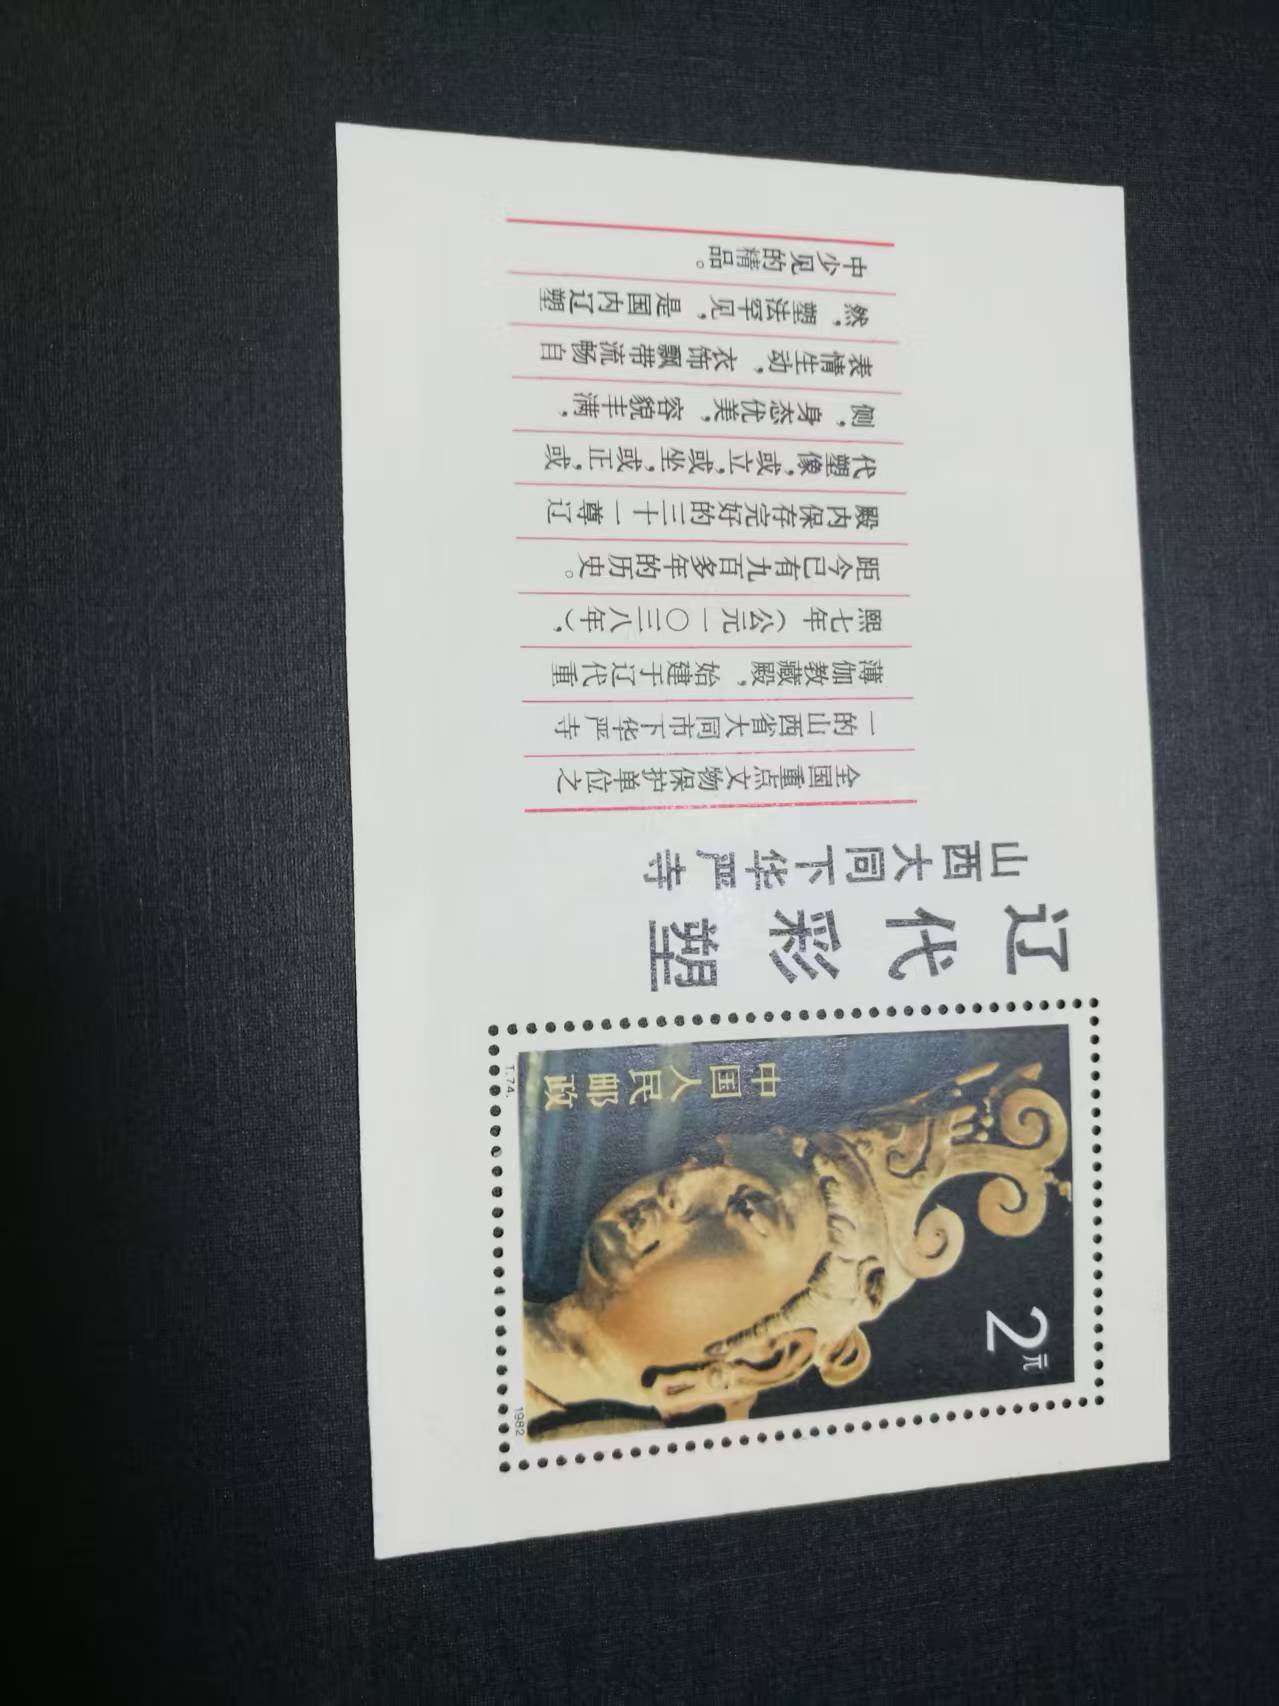 辽代彩塑
山西大同下华严寺
全国重点文物保护单位之
一的山西省大同市下华严寺
薄伽教藏殿，始建于辽代重
熙七年（公元一〇三八年），
距今已有九百多年的历史。
殿内保存完好的三十一尊辽
代塑像，或立，或坐，或正，或
侧，身态优美，容貌丰满，
表情生动，衣饰飘带流畅自
然，塑法罕见，是国内辽塑
中少见的精品。
中国人民邮政
2元
T.74.
1982